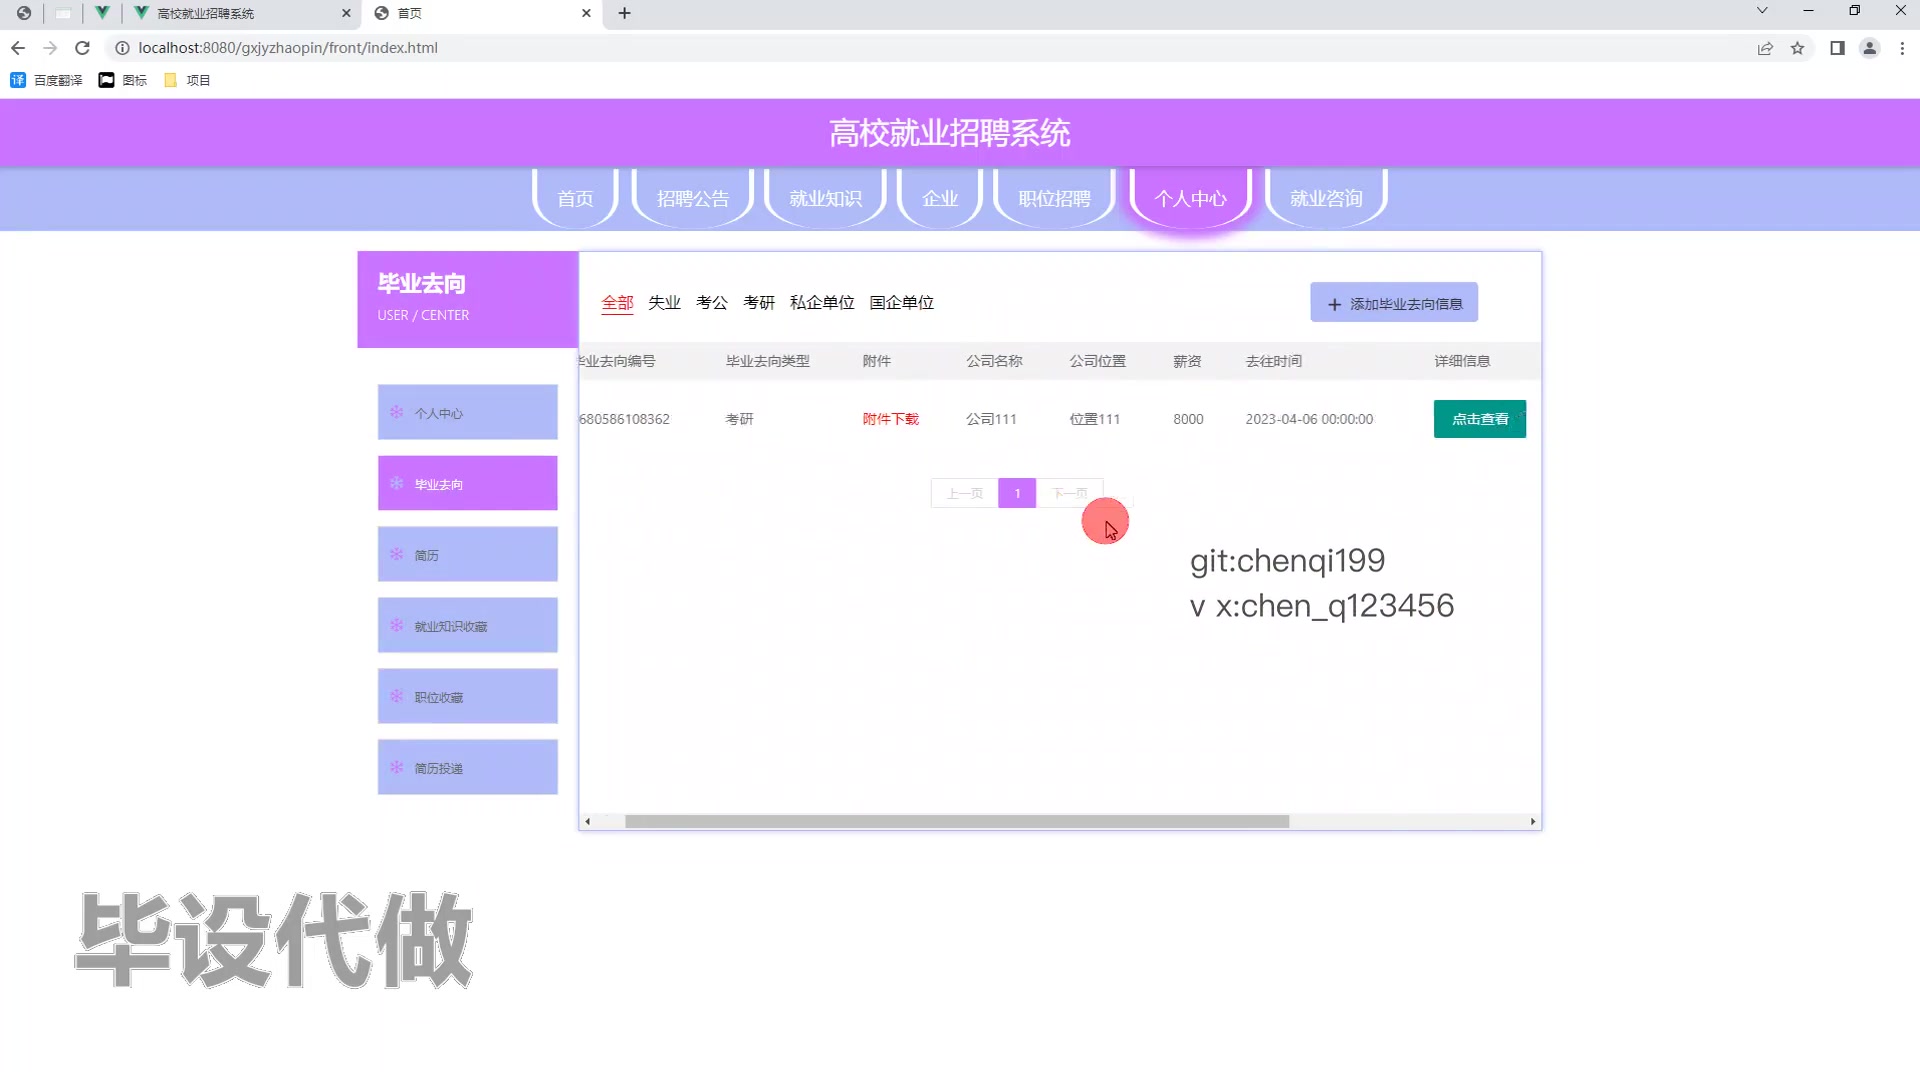 高校就业招聘系统
首页
localhost:8080/gxjyzhaopin/front/index.html
百度翻译
图标
项目
高校就业招聘系统
首页
招聘公告
就业知识
企业
职位招聘
个人中心
就业咨询
毕业去向
USER / CENTER
个人中心
毕业去向
简历
就业知识收藏
职位收藏
简历投递
全部 失业 考公 考研 私企单位 国企单位
添加毕业去向信息
毕业去向编号 毕业去向类型 附件 公司名称 公司位置 薪资 去往时间 详细信息
680586108362 考研 附件下载 公司111 位置111 8000 2023-04-06 00:00:00 点击查看
上一页 1 下一页
git:chenqi199
v x:chen_q123456
毕设代做